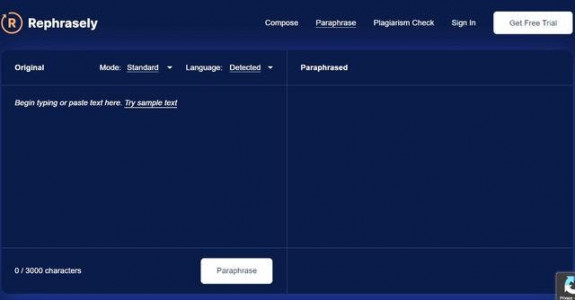 R Rephrasely
Compose Paraphrase Plagiarism Check Sign In Get Free Trial
Original Mode: Standard Language: Detected Paraphrased
Begin typing or paste text here. Try sample text
0 / 3000 characters Paraphrase